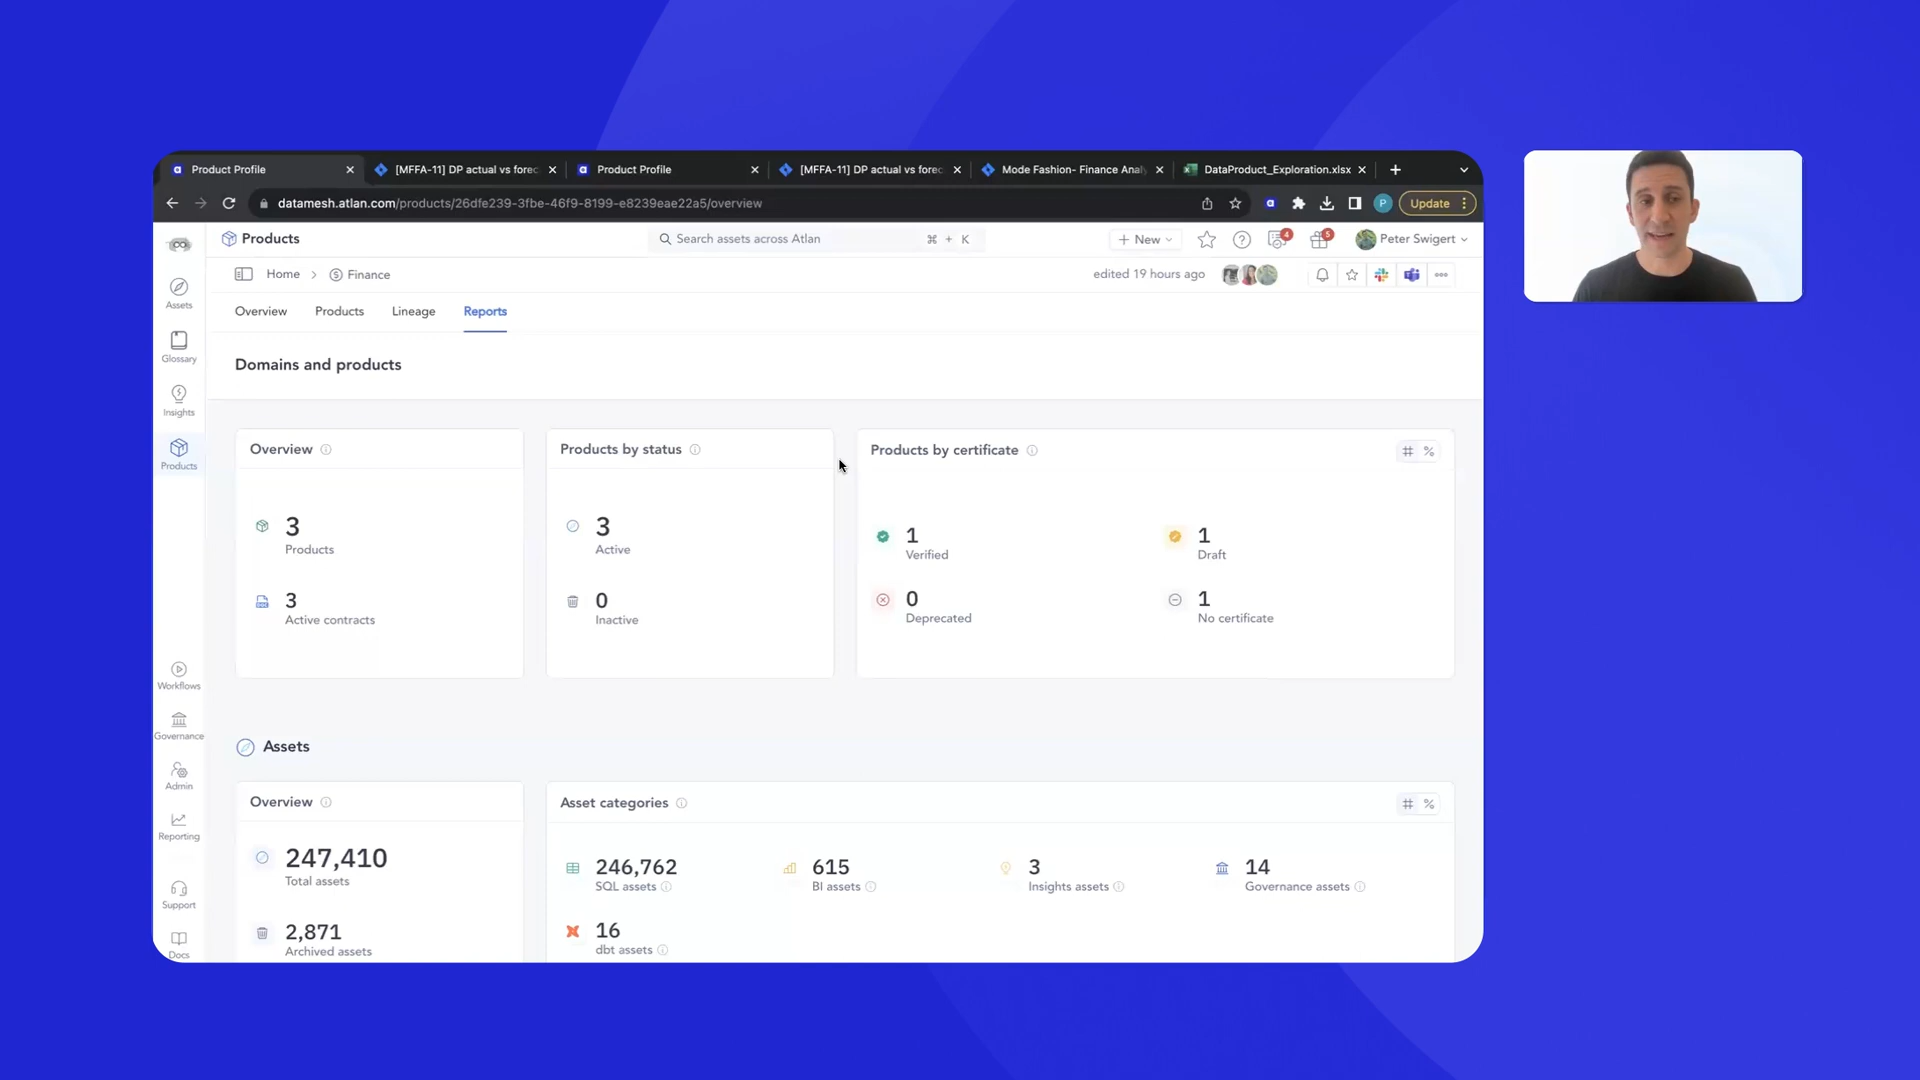 Product Profile
[MFFA-11] DP actual vs forec
Product Profile
[MFFA-11] DP actual vs forec
Mode Fashion- Finance Analy
DataProduct_Exploration.xlsx
datamesh.atlan.com/products/26dfe239-3fbe-46f9-8199-e8239eae22a5/overview
P
Update
Products
Search assets across Atlan
⌘ + K
+ New
4
5
Peter Swigert
Home > Finance
edited 19 hours ago
Assets
Glossary
Insights
Products
Workflows
Governance
Admin
Reporting
Support
Docs
Overview
Products
Lineage
Reports
Domains and products
Overview
3
Products
3
Active contracts
Products by status
3
Active
0
Inactive
Products by certificate
# %
1
Verified
1
Draft
0
Deprecated
1
No certificate
Assets
Overview
247,410
Total assets
2,871
Archived assets
Asset categories
# %
246,762
SQL assets
615
BI assets
3
Insights assets
14
Governance assets
16
dbt assets